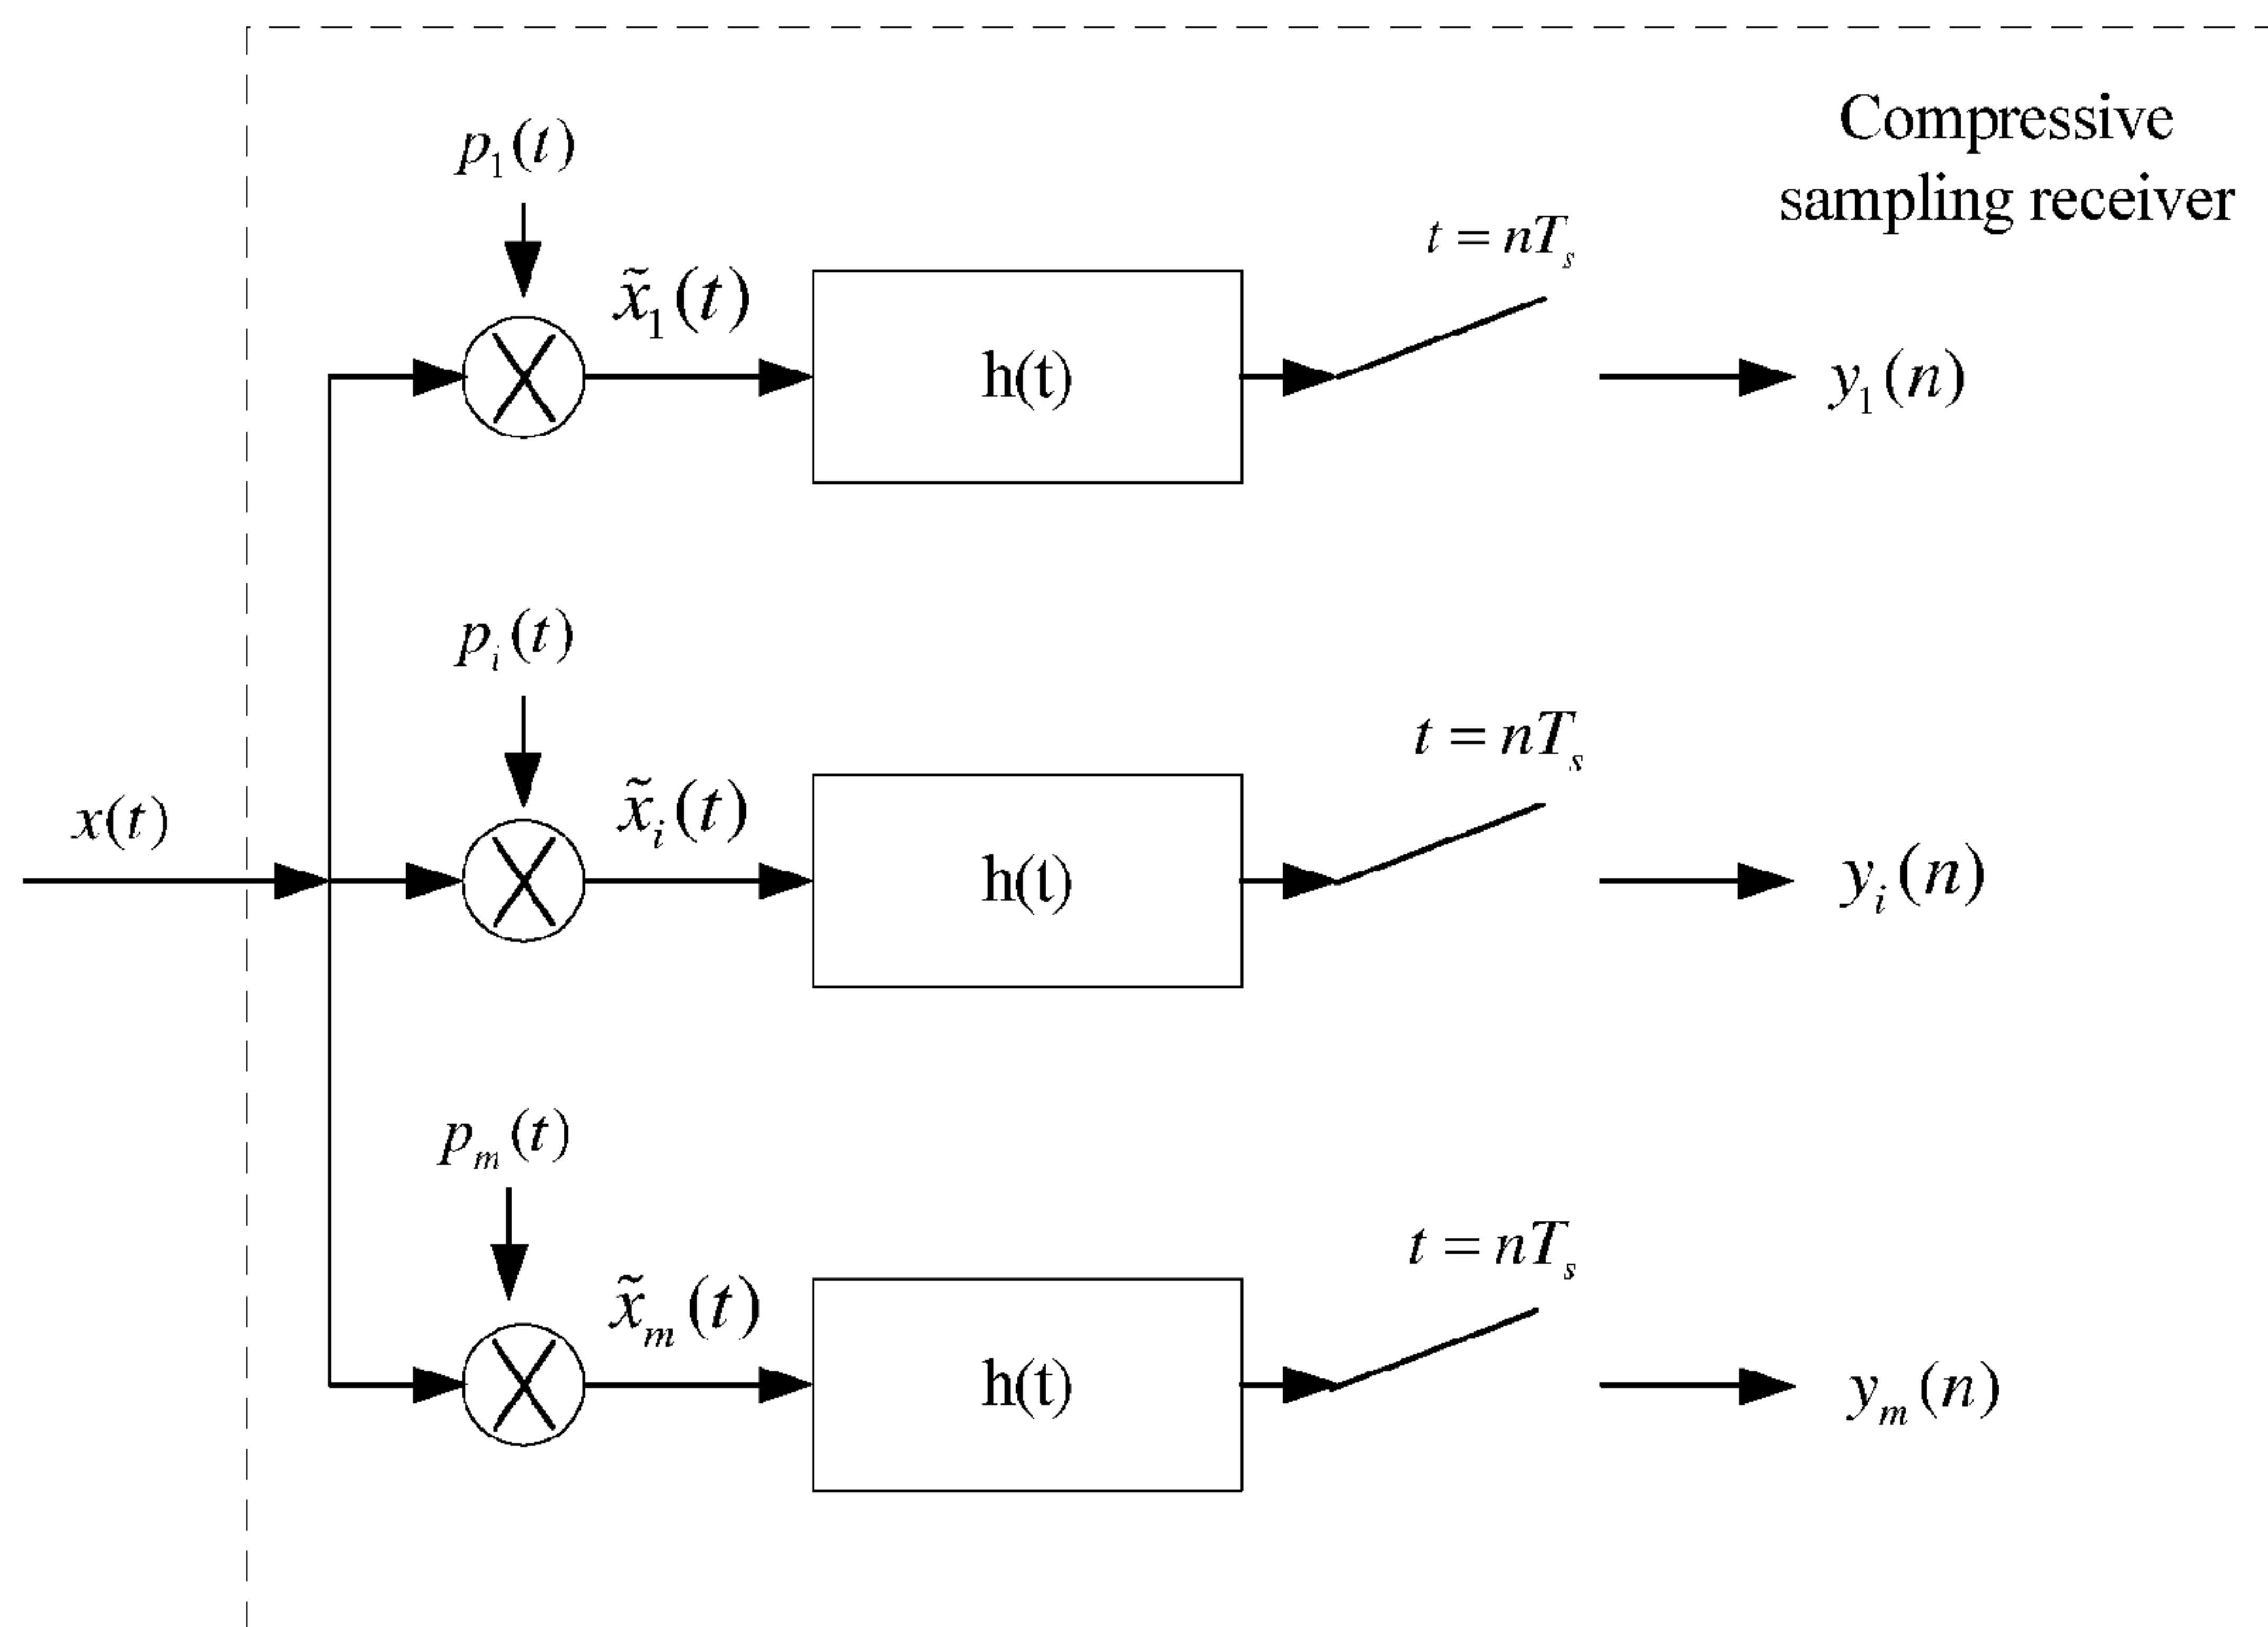 Compressive
sampling receiver
p₁(t)
x̃₁(t)
h(t)
t = nTₛ
y₁(n)
pᵢ(t)
x(t)
x̃ᵢ(t)
h(t)
t = nTₛ
yᵢ(n)
pₘ(t)
x̃ₘ(t)
h(t)
t = nTₛ
yₘ(n)